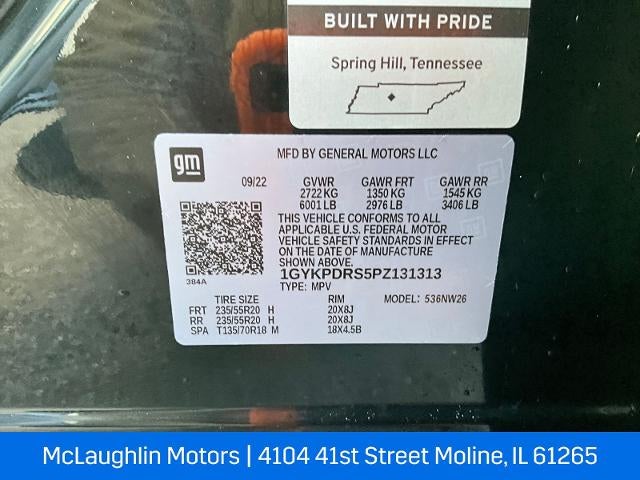 BUILT WITH PRIDE
Spring Hill, Tennessee
gm
MFD BY GENERAL MOTORS LLC
09/22 GVWR GAWR FRT GAWR RR
2722 KG 1350 KG 1545 KG
6001 LB 2976 LB 3406 LB
THIS VEHICLE CONFORMS TO ALL
APPLICABLE U.S. FEDERAL MOTOR
VEHICLE SAFETY STANDARDS IN EFFECT
ON THE DATE OF MANUFACTURE
SHOWN ABOVE.
384A
1GYKPDRS5PZ131313
TYPE: MPV MODEL: 536NW26
TIRE SIZE RIM
FRT 235/55R20 H 20X8J
RR 235/55R20 H 20X8J
SPA T135/70R18 M 18X4.5B
McLaughlin Motors | 4104 41st Street Moline, IL 61265